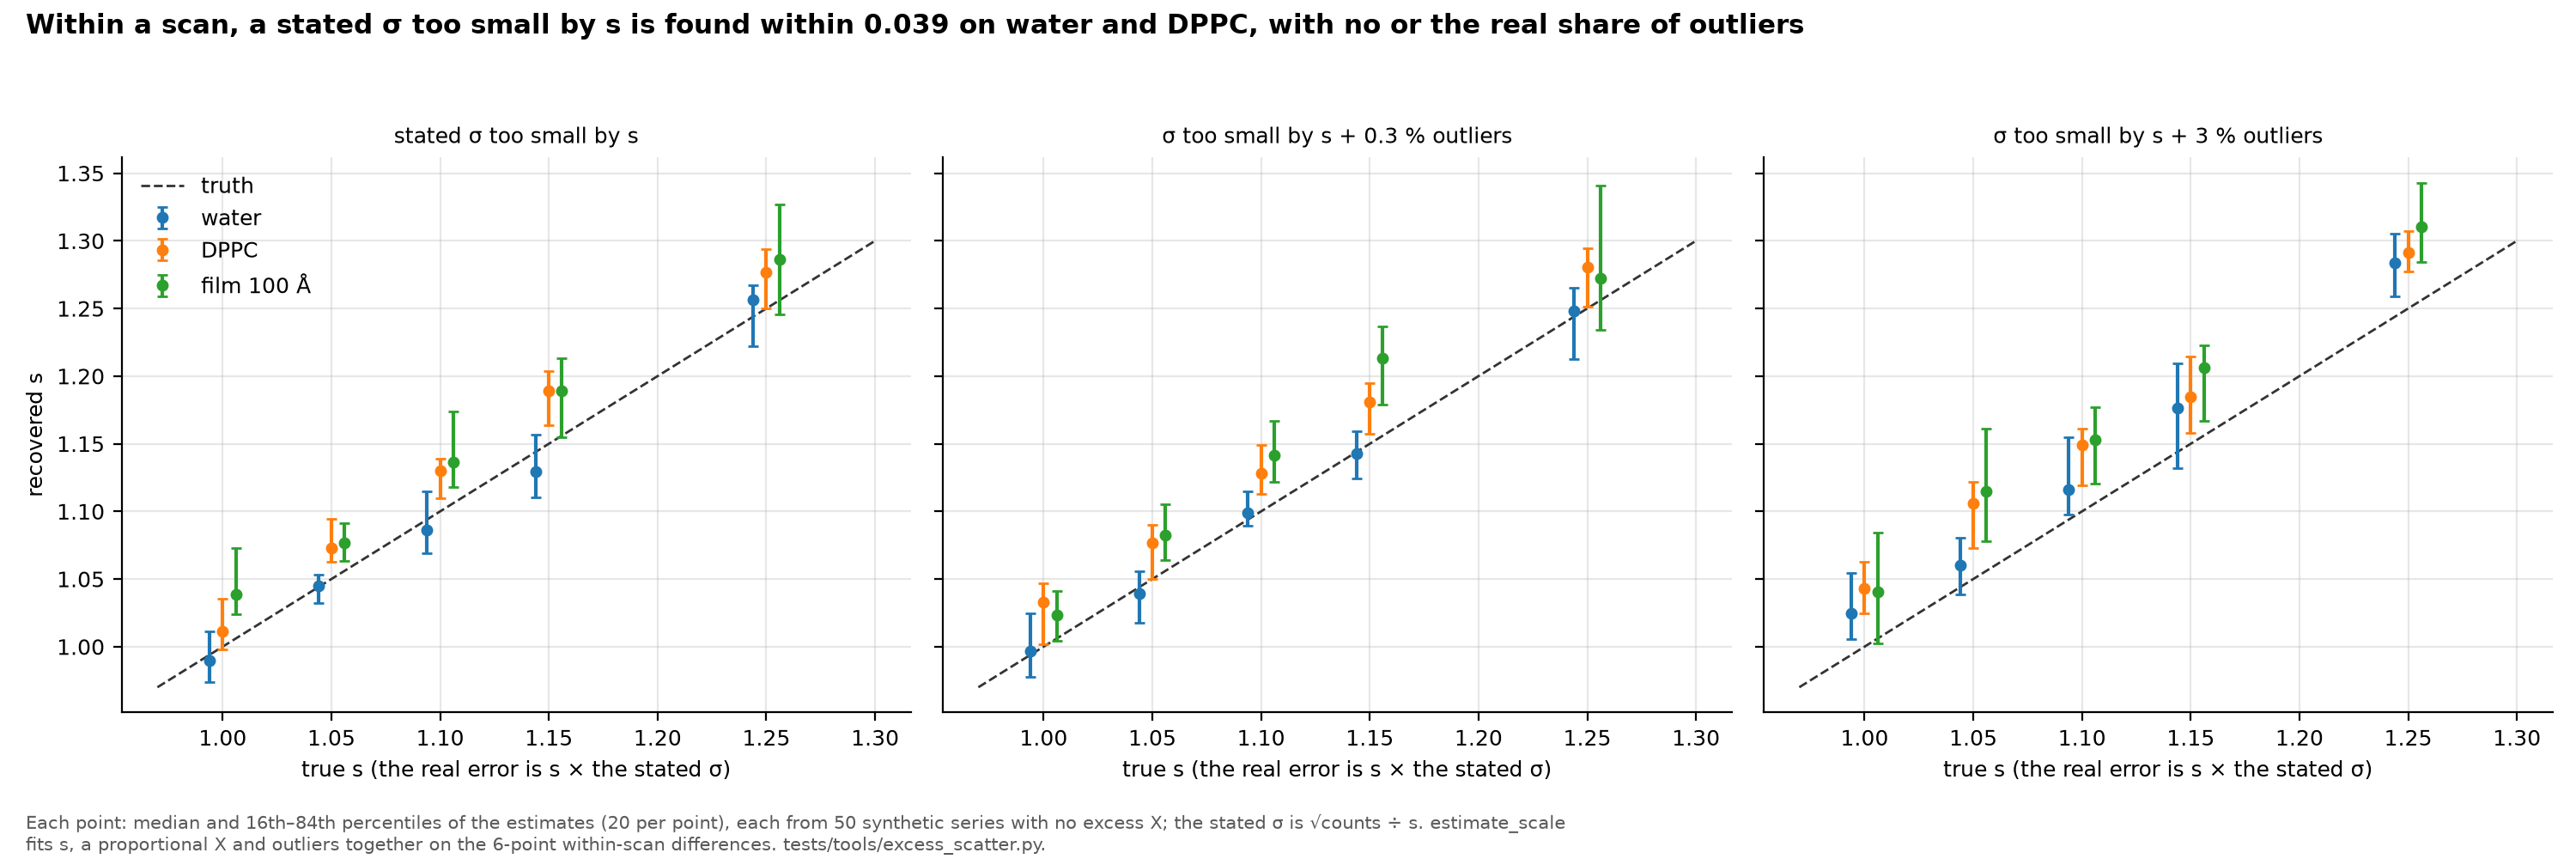 Within a scan, a stated σ too small by s is found within 0.039 on water and DPPC, with no or the real share of outliers
stated σ too small by s
σ too small by s + 0.3 % outliers
σ too small by s + 3 % outliers
recovered s
1.35
1.30
1.25
1.20
1.15
1.10
1.05
1.00
truth
water
DPPC
film 100 Å
1.00 1.05 1.10 1.15 1.20 1.25 1.30
1.00 1.05 1.10 1.15 1.20 1.25 1.30
1.00 1.05 1.10 1.15 1.20 1.25 1.30
true s (the real error is s × the stated σ)
true s (the real error is s × the stated σ)
true s (the real error is s × the stated σ)
Each point: median and 16th–84th percentiles of the estimates (20 per point), each from 50 synthetic series with no excess X; the stated σ is √counts ÷ s. estimate_scale
fits s, a proportional X and outliers together on the 6-point within-scan differences. tests/tools/excess_scatter.py.